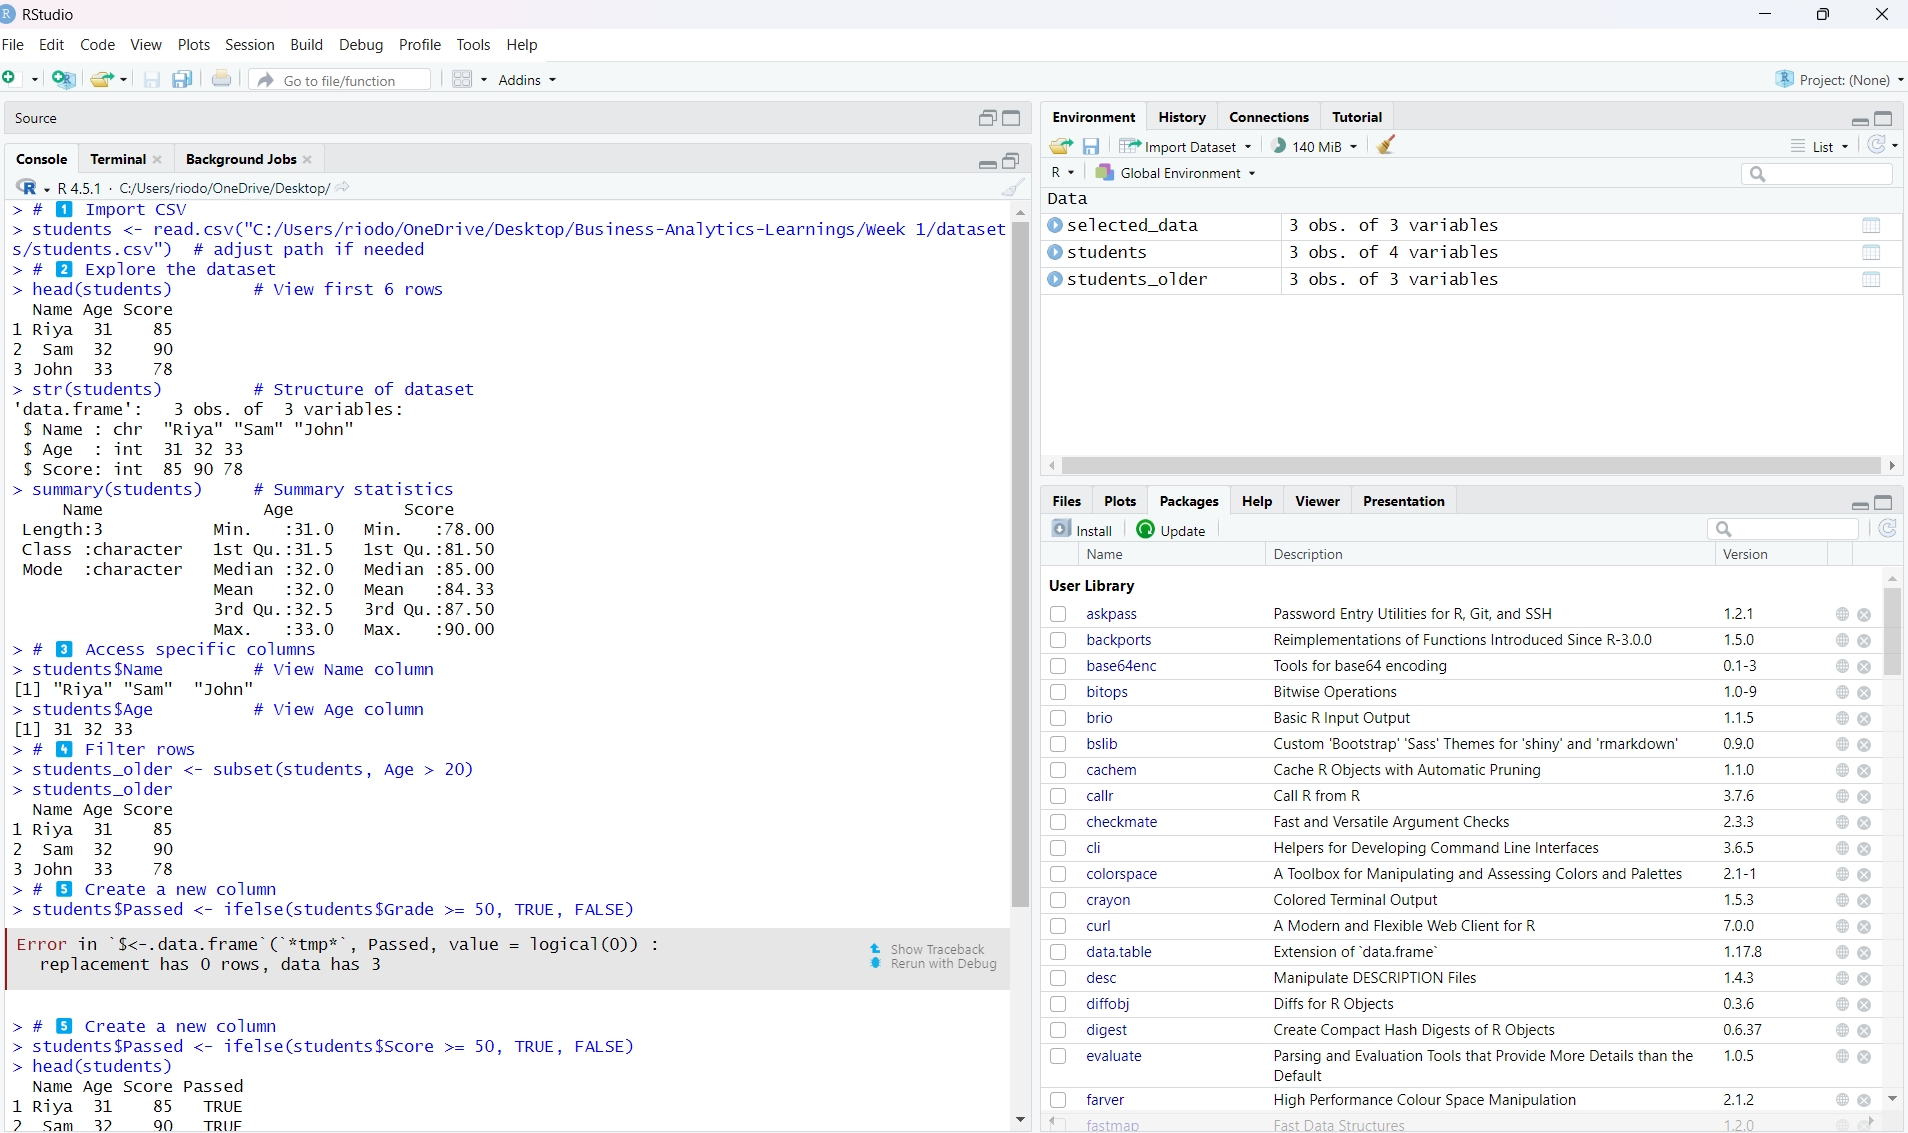 RStudio
File Edit Code View Plots Session Build Debug Profile Tools Help
Go to file/function Addins Project: (None)
Source
Console Terminal Background Jobs
R 4.5.1 · C:/Users/riodo/OneDrive/Desktop/
> # 1 Import CSV
> students <- read.csv("C:/Users/riodo/OneDrive/Desktop/Business-Analytics-Learnings/Week 1/dataset
s/students.csv")  # adjust path if needed
> # 2 Explore the dataset
> head(students)        # View first 6 rows
  Name Age Score
1 Riya  31    85
2  Sam  32    90
3 John  33    78
> str(students)         # Structure of dataset
'data.frame':   3 obs. of  3 variables:
 $ Name : chr  "Riya" "Sam" "John"
 $ Age  : int  31 32 33
 $ Score: int  85 90 78
> summary(students)     # Summary statistics
     Name                Age           Score
 Length:3           Min.   :31.0   Min.   :78.00
 Class :character   1st Qu.:31.5   1st Qu.:81.50
 Mode  :character   Median :32.0   Median :85.00
                    Mean   :32.0   Mean   :84.33
                    3rd Qu.:32.5   3rd Qu.:87.50
                    Max.   :33.0   Max.   :90.00
> # 3 Access specific columns
> students$Name         # View Name column
[1] "Riya" "Sam"  "John"
> students$Age          # View Age column
[1] 31 32 33
> # 4 Filter rows
> students_older <- subset(students, Age > 20)
> students_older
  Name Age Score
1 Riya  31    85
2  Sam  32    90
3 John  33    78
> # 5 Create a new column
> students$Passed <- ifelse(students$Grade >= 50, TRUE, FALSE)
Error in `$<-.data.frame`(`*tmp*`, Passed, value = logical(0)) :
  replacement has 0 rows, data has 3
Show Traceback
Rerun with Debug
> # 5 Create a new column
> students$Passed <- ifelse(students$Score >= 50, TRUE, FALSE)
> head(students)
  Name Age Score Passed
1 Riya  31    85   TRUE
2  Sam  32    90   TRUE
Environment History Connections Tutorial
Import Dataset 140 MiB List
R Global Environment
Data
selected_data 3 obs. of 3 variables
students 3 obs. of 4 variables
students_older 3 obs. of 3 variables
Files Plots Packages Help Viewer Presentation
Install Update
Name Description Version
User Library
askpass Password Entry Utilities for R, Git, and SSH 1.2.1
backports Reimplementations of Functions Introduced Since R-3.0.0 1.5.0
base64enc Tools for base64 encoding 0.1-3
bitops Bitwise Operations 1.0-9
brio Basic R Input Output 1.1.5
bslib Custom 'Bootstrap' 'Sass' Themes for 'shiny' and 'rmarkdown' 0.9.0
cachem Cache R Objects with Automatic Pruning 1.1.0
callr Call R from R 3.7.6
checkmate Fast and Versatile Argument Checks 2.3.3
cli Helpers for Developing Command Line Interfaces 3.6.5
colorspace A Toolbox for Manipulating and Assessing Colors and Palettes 2.1-1
crayon Colored Terminal Output 1.5.3
curl A Modern and Flexible Web Client for R 7.0.0
data.table Extension of `data.frame` 1.17.8
desc Manipulate DESCRIPTION Files 1.4.3
diffobj Diffs for R Objects 0.3.6
digest Create Compact Hash Digests of R Objects 0.6.37
evaluate Parsing and Evaluation Tools that Provide More Details than the 1.0.5
Default
farver High Performance Colour Space Manipulation 2.1.2
fastmap Fast Data Structures 1.2.0